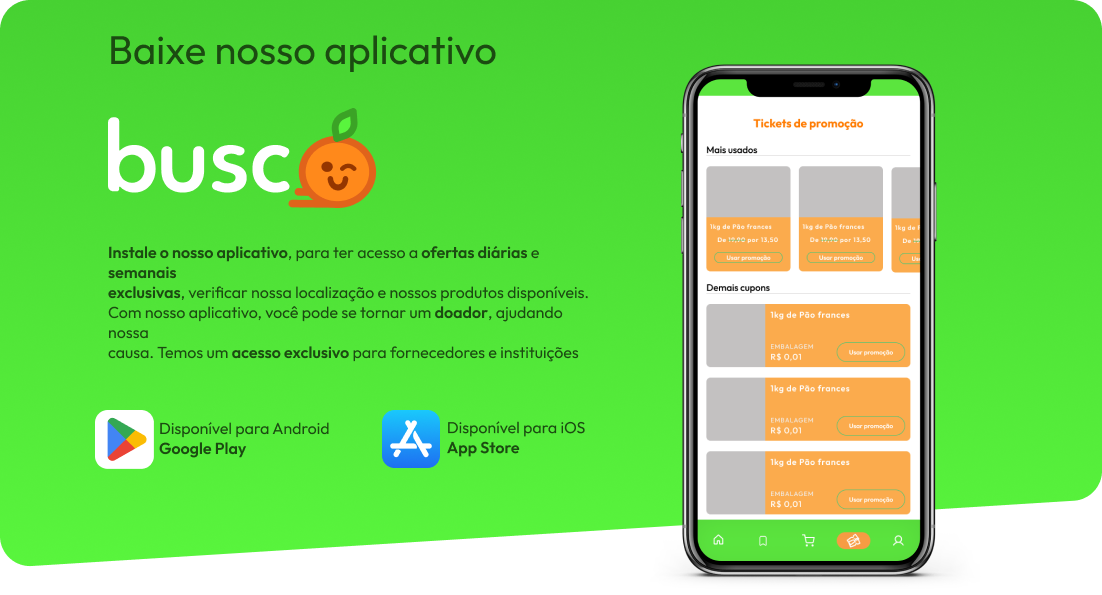 Baixe nosso aplicativo
busc
Instale o nosso aplicativo, para ter acesso a ofertas diárias e
semanais
exclusivas, verificar nossa localização e nossos produtos disponíveis.
Com nosso aplicativo, você pode se tornar um doador, ajudando
nossa
causa. Temos um acesso exclusivo para fornecedores e instituições
Disponível para Android
Google Play
Disponível para iOS
App Store
Tickets de promoção
Mais usados
1kg de Pão frances
De 19,90 por 13,50
Usar promoção
1kg de Pão frances
De 19,90 por 13,50
Usar promoção
1kg de
De
Us
Demais cupons
1kg de Pão frances
EMBALAGEM
R$ 0,01
Usar promoção
1kg de Pão frances
EMBALAGEM
R$ 0,01
Usar promoção
1kg de Pão frances
EMBALAGEM
R$ 0,01
Usar promoção